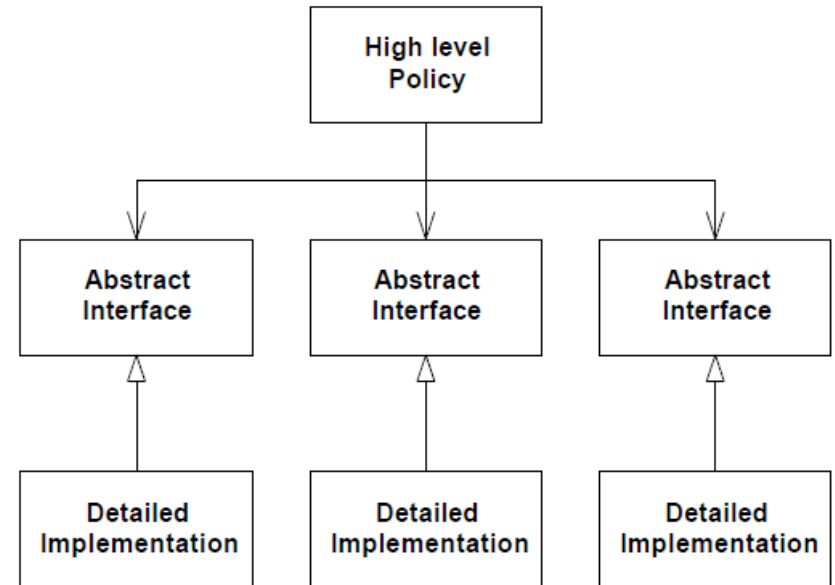 High level
Policy
Abstract
Interface
Abstract
Interface
Abstract
Interface
Detailed
Implementation
Detailed
Implementation
Detailed
Implementation